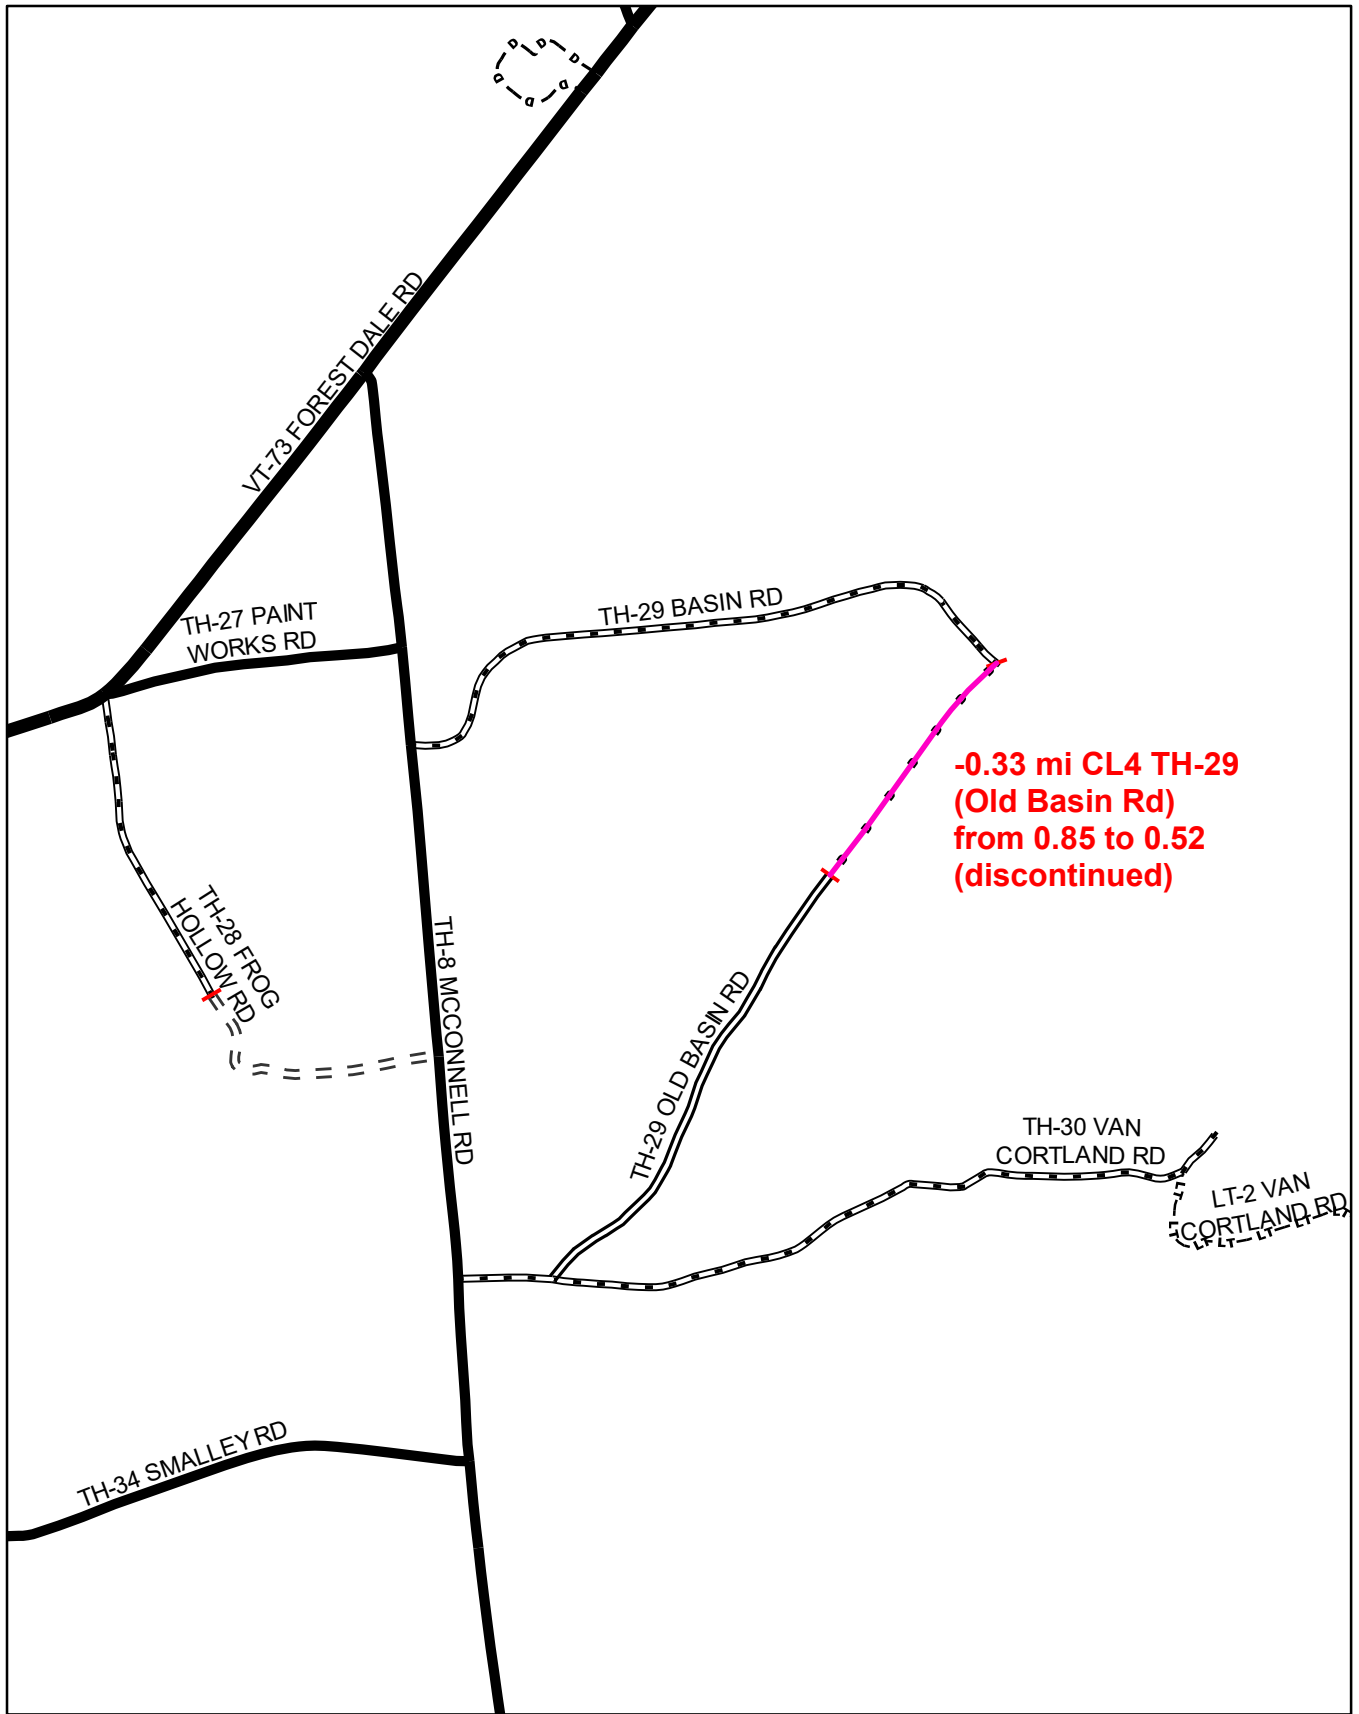 VT-73 FOREST DALE RD
TH-27 PAINT
WORKS RD
TH-29 BASIN RD
-0.33 mi CL4 TH-29
(Old Basin Rd)
from 0.85 to 0.52
(discontinued)
TH-28 FROG
HOLLOW RD
TH-8 MCCONNELL RD
TH-29 OLD BASIN RD
TH-30 VAN
CORTLAND RD
LT-2 VAN
CORTLAND RD
TH-34 SMALLEY RD